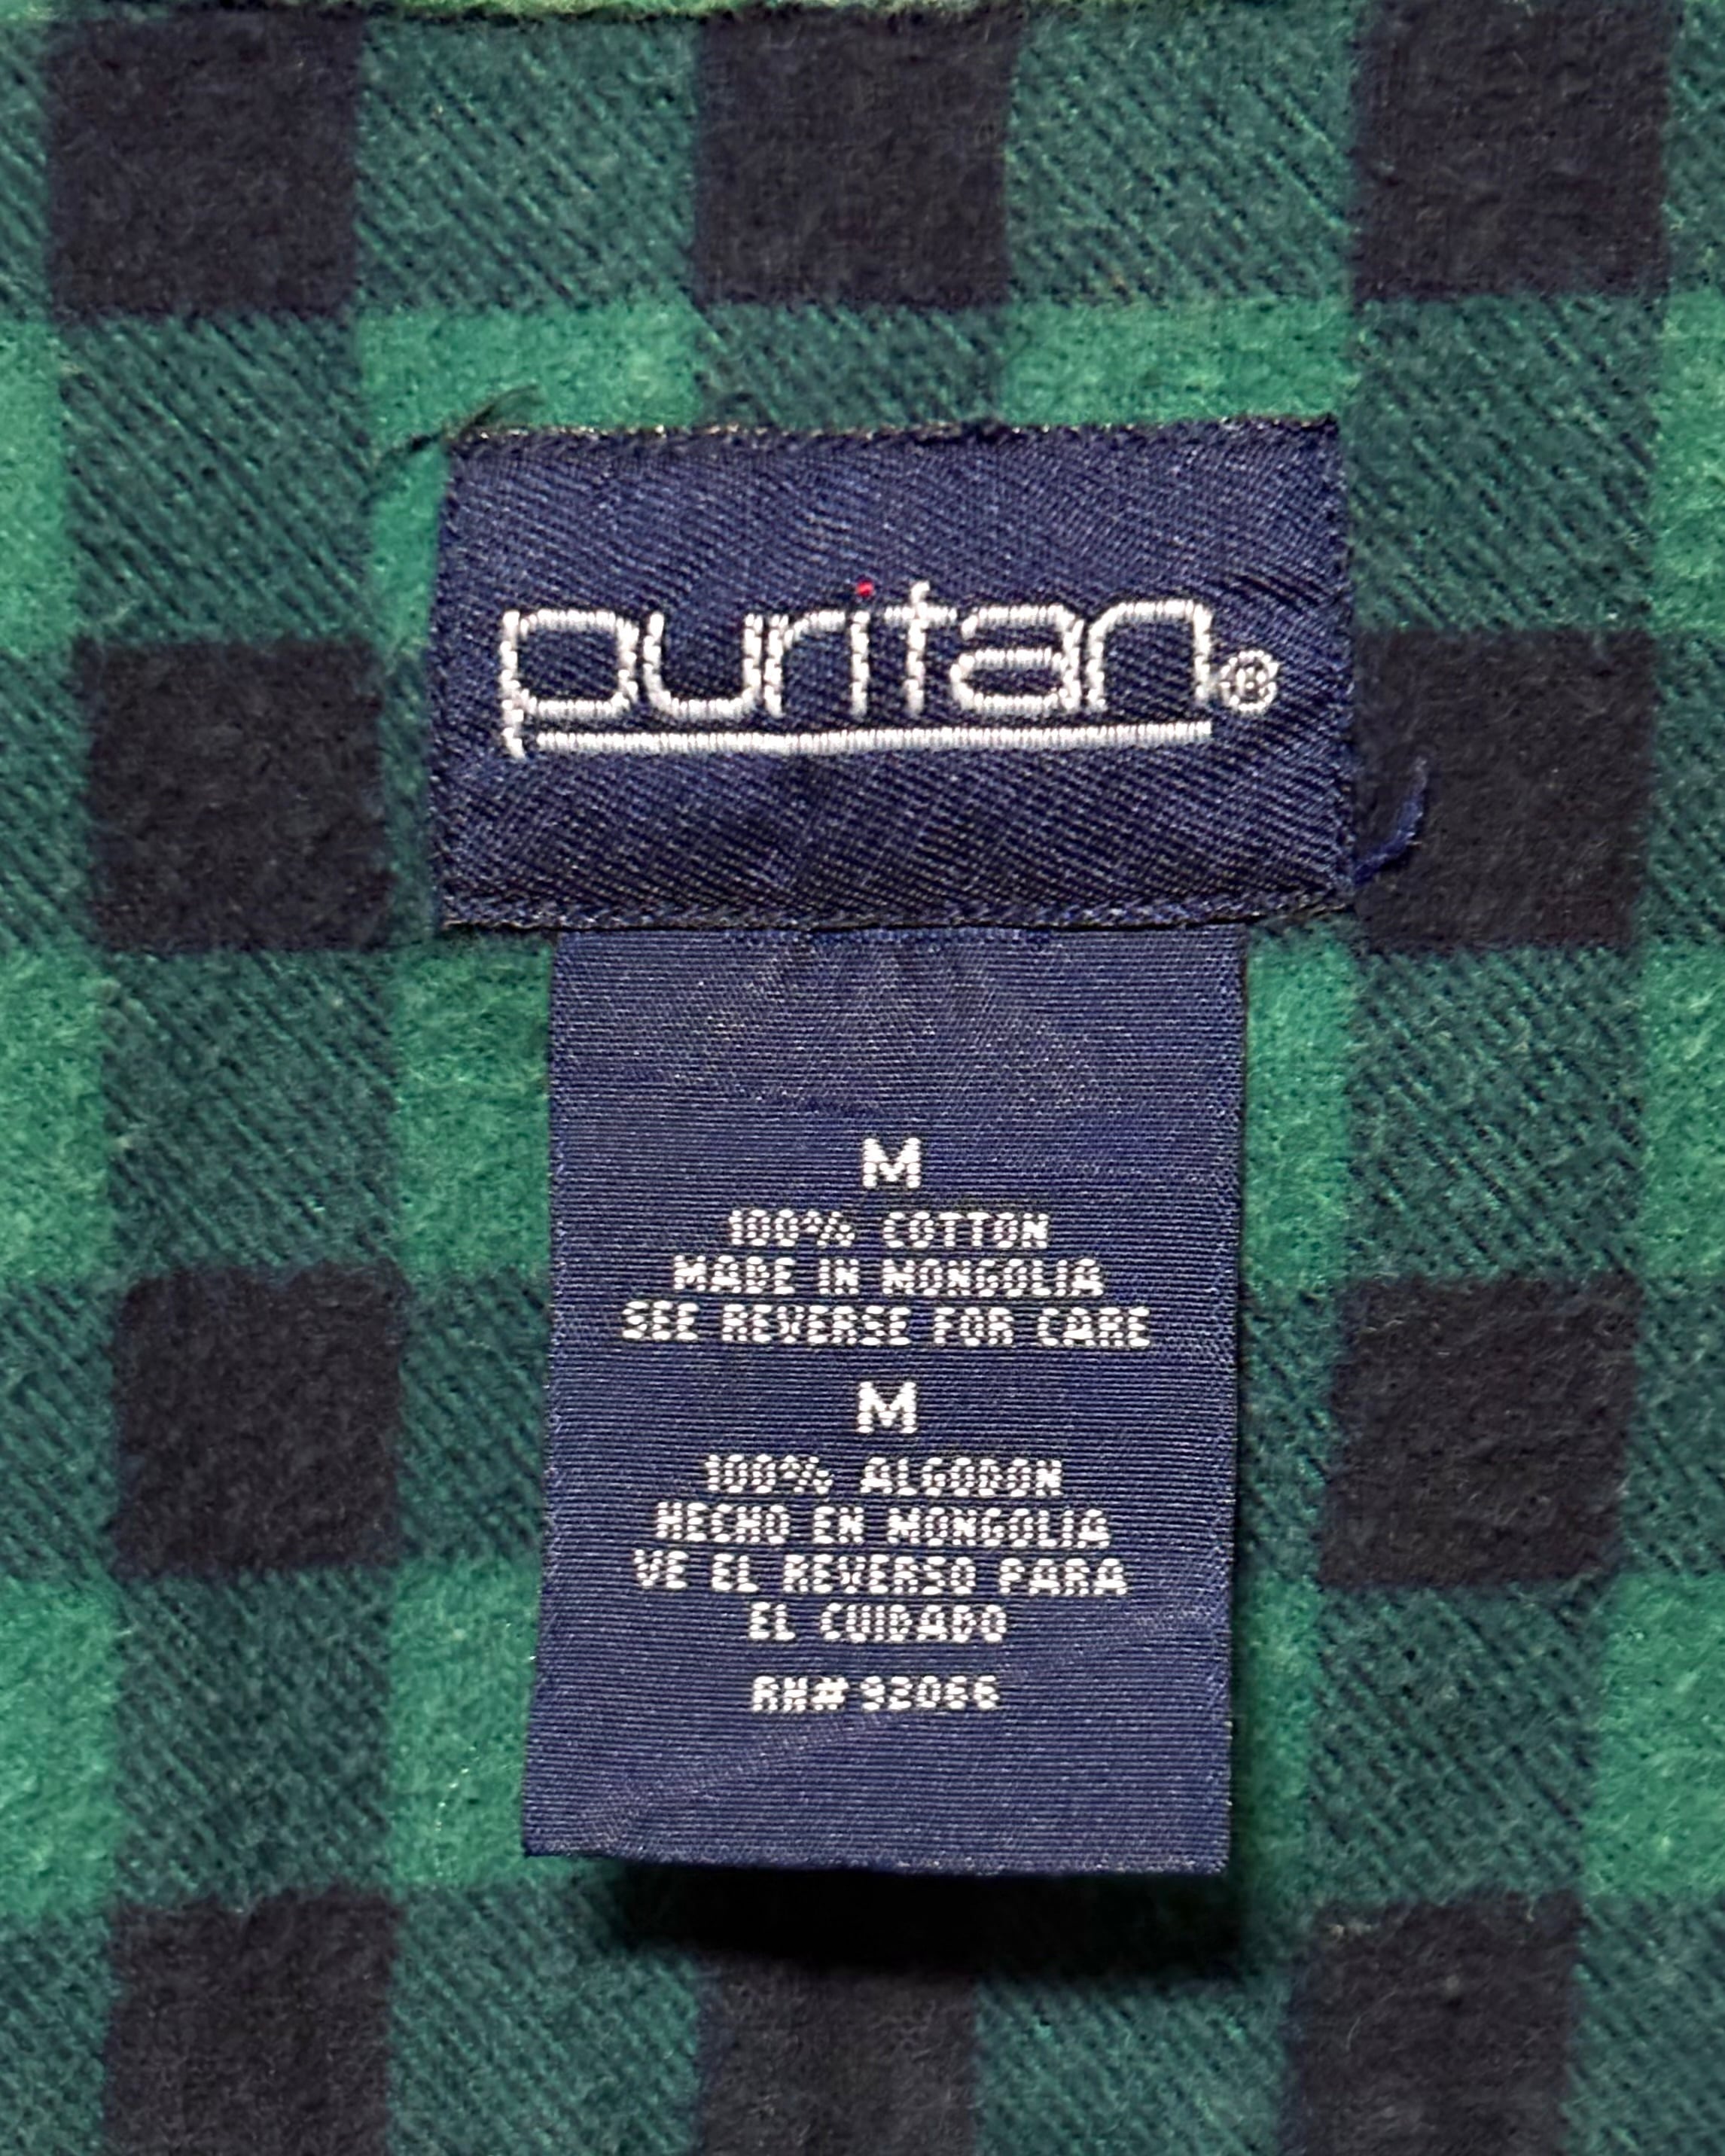 puritan®
M
100% COTTON
MADE IN MONGOLIA
SEE REVERSE FOR CARE
M
100% ALGODON
HECHO EN MONGOLIA
VE EL REVERSO PARA
EL CUIDADO
RN# 92066